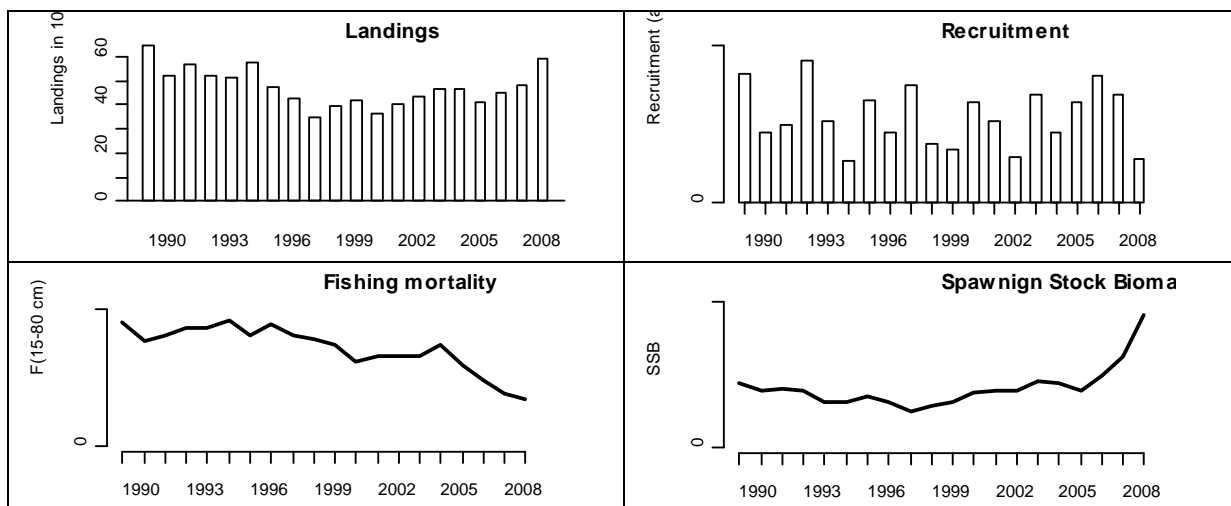 Landings
Landings in 10
60
40
20
0
1990 1993 1996 1999 2002 2005 2008
Recruitment
Recruitment (a
0
1990 1993 1996 1999 2002 2005 2008
Fishing mortality
F(15-80 cm)
0
1990 1993 1996 1999 2002 2005 2008
Spawnign Stock Bioma
SSB
0
1990 1993 1996 1999 2002 2005 2008